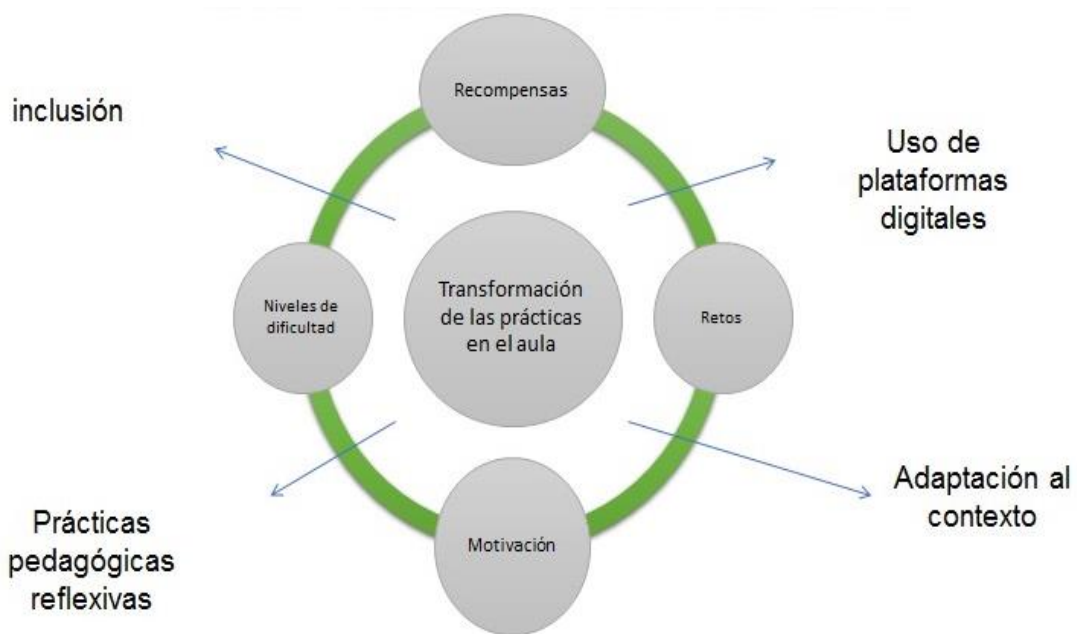 Recompensas
inclusión
Uso de
plataformas
digitales
Niveles de
dificultad
Transformación
de las prácticas
en el aula
Retos
Adaptación al
contexto
Prácticas
pedagógicas
reflexivas
Motivación